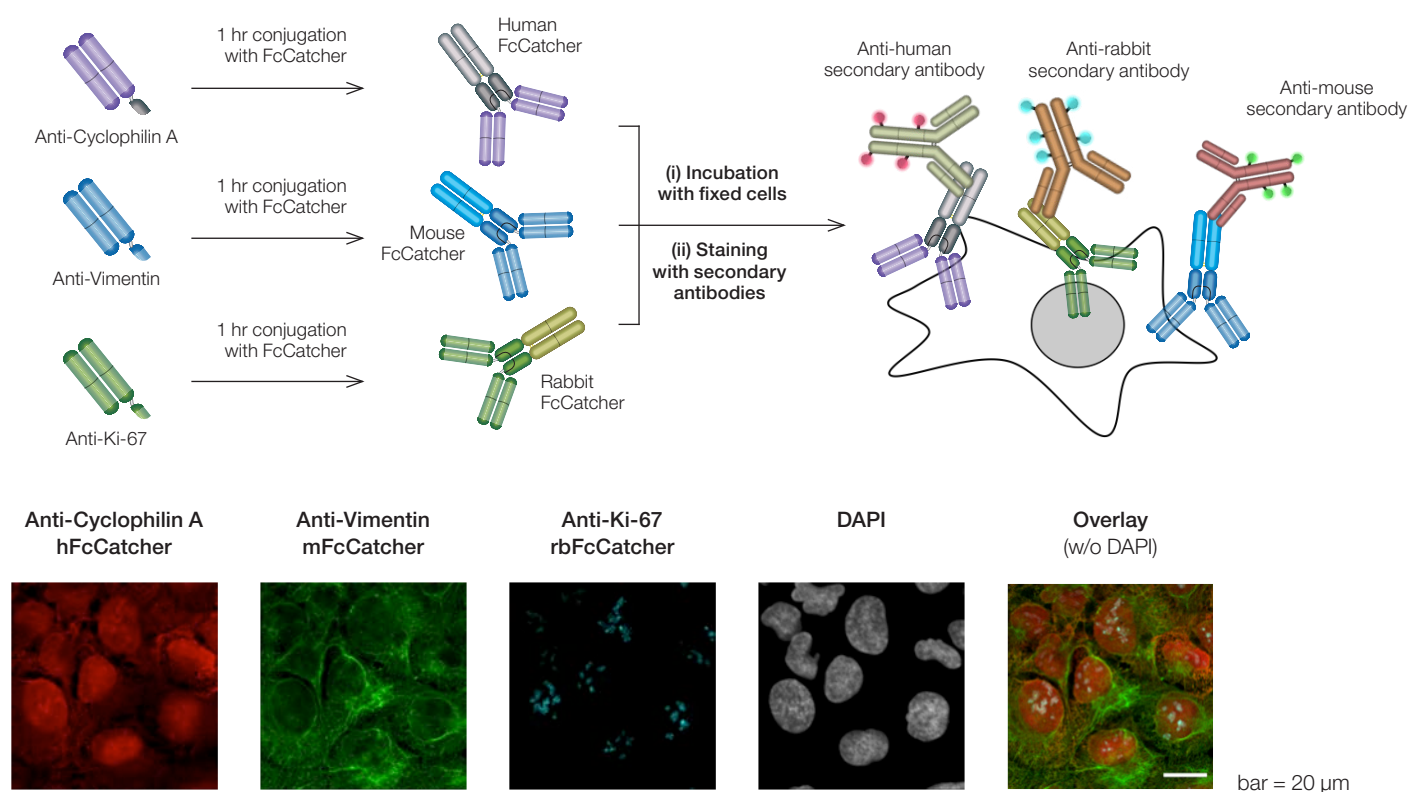 1 hr conjugation
with FcCatcher
Anti-Cyclophilin A
Human
FcCatcher
1 hr conjugation
with FcCatcher
Anti-Vimentin
Mouse
FcCatcher
1 hr conjugation
with FcCatcher
Anti-Ki-67
Rabbit
FcCatcher
(i) Incubation
with fixed cells
(ii) Staining
with secondary
antibodies
Anti-human
secondary antibody
Anti-rabbit
secondary antibody
Anti-mouse
secondary antibody
Anti-Cyclophilin A
hFcCatcher
Anti-Vimentin
mFcCatcher
Anti-Ki-67
rbFcCatcher
DAPI
Overlay
(w/o DAPI)
bar = 20 µm